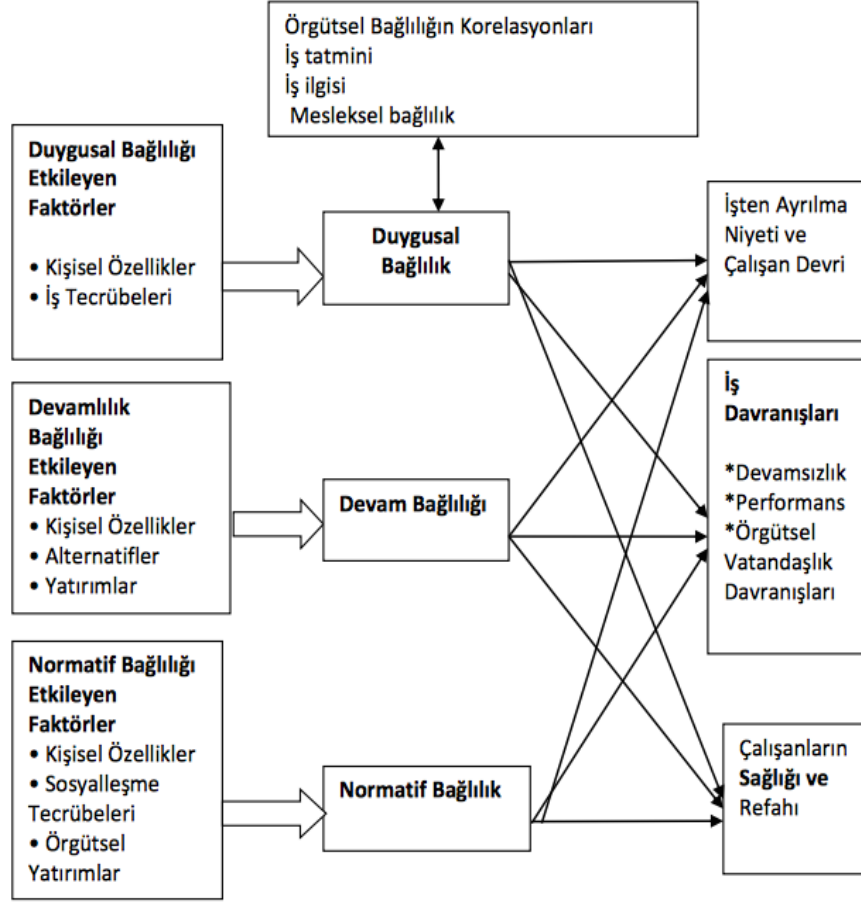 Örgütsel Bağlılığın Korelasyonları
İş tatmini
İş ilgisi
Mesleksel bağlılık
Duygusal Bağlılığı
Etkileyen
Faktörler
• Kişisel Özellikler
• İş Tecrübeleri
Duygusal
Bağlılık
İşten Ayrılma
Niyeti ve
Çalışan Devri
Devamlılık
Bağlılığı
Etkileyen
Faktörler
• Kişisel Özellikler
• Alternatifler
• Yatırımlar
Devam Bağlılığı
İş
Davranışları
*Devamsızlık
*Performans
*Örgütsel
Vatandaşlık
Davranışları
Normatif Bağlılığı
Etkileyen
Faktörler
• Kişisel Özellikler
• Sosyalleşme
Tecrübeleri
• Örgütsel
Yatırımlar
Normatif Bağlılık
Çalışanların
Sağlığı ve
Refahı